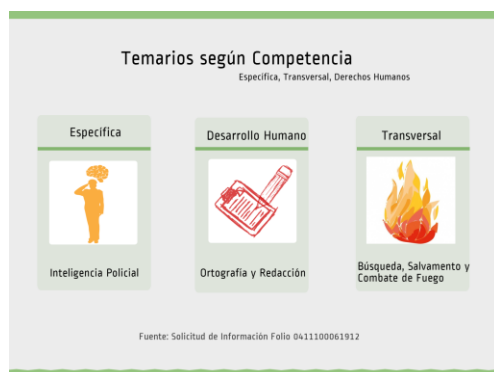 Temarios según Competencia
Específica, Transversal, Derechos Humanos
Específica
Desarrollo Humano
Transversal
Inteligencia Policial
Ortografía y Redacción
Búsqueda, Salvamento y
Combate de Fuego
Fuente: Solicitud de Información Folio 0411100061912